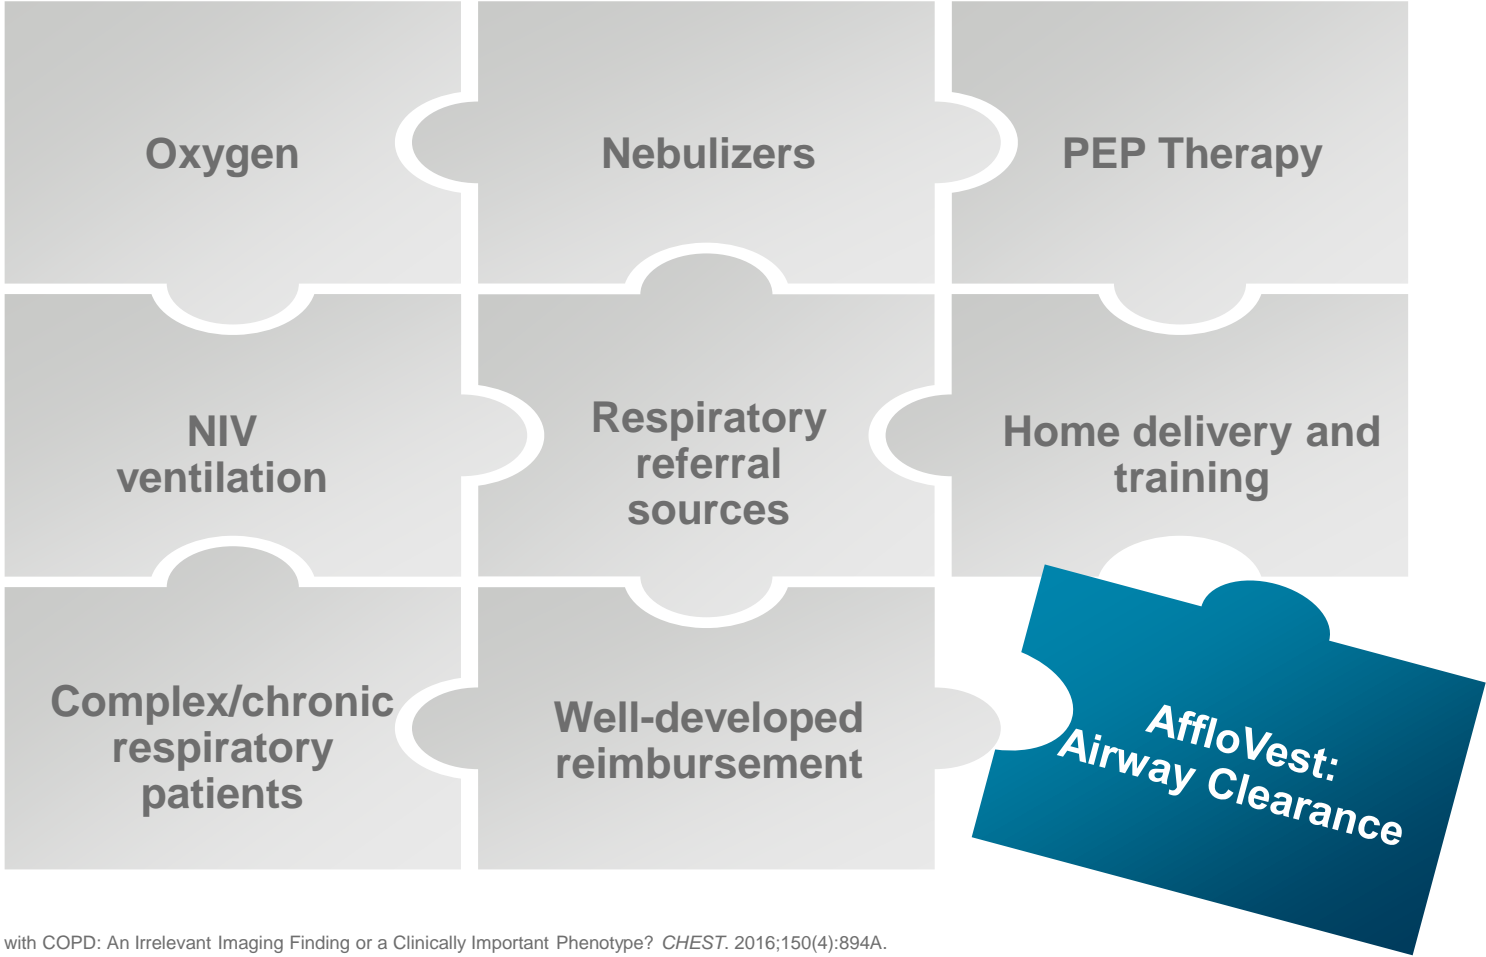 Oxygen
Nebulizers
PEP Therapy
NIV
ventilation
Respiratory
referral
sources
Home delivery and
training
Complex/chronic
respiratory
patients
Well-developed
reimbursement
AffloVest:
Airway Clearance
with COPD: An Irrelevant Imaging Finding or a Clinically Important Phenotype? CHEST. 2016;150(4):894A.